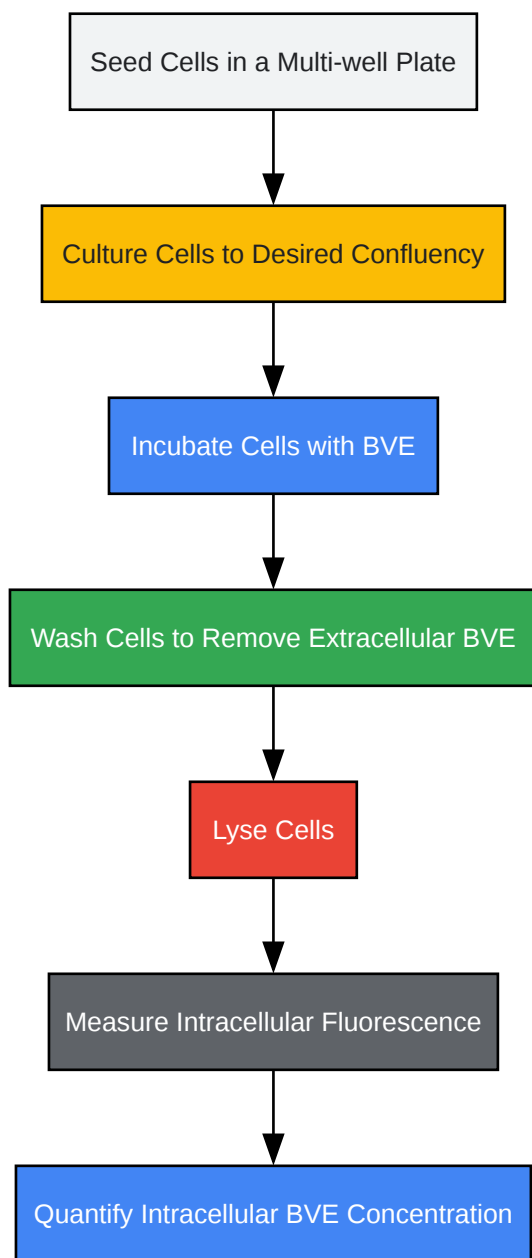 Seed Cells in a Multi-well Plate
Culture Cells to Desired Confluency
Incubate Cells with BVE
Wash Cells to Remove Extracellular BVE
Lyse Cells
Measure Intracellular Fluorescence
Quantify Intracellular BVE Concentration